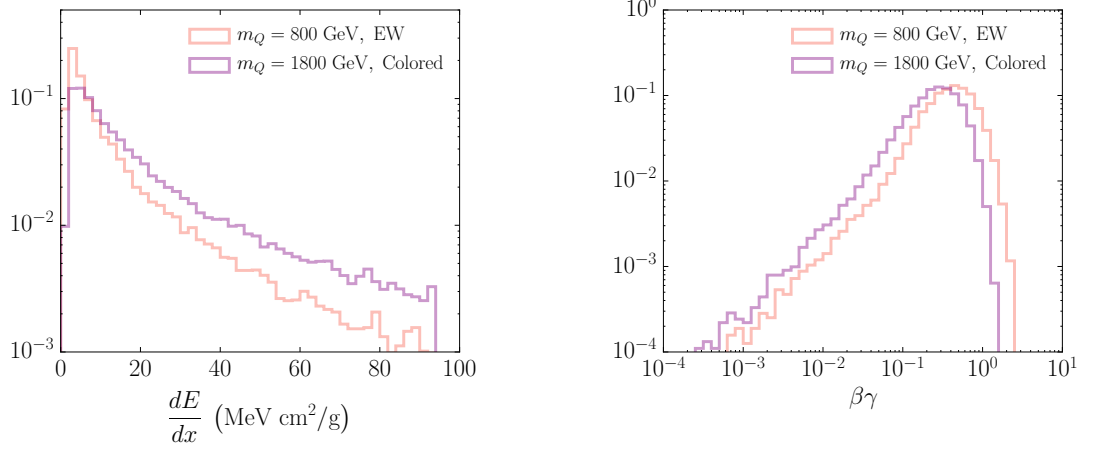 m_Q = 800 GeV, EW
m_Q = 1800 GeV, Colored
10^{-1}
10^{-2}
10^{-3}
0 20 40 60 80 100
dE/dx (MeV cm^2/g)
10^0
m_Q = 800 GeV, EW
m_Q = 1800 GeV, Colored
10^{-1}
10^{-2}
10^{-3}
10^{-4}
10^{-4} 10^{-3} 10^{-2} 10^{-1} 10^0 10^1
βγ